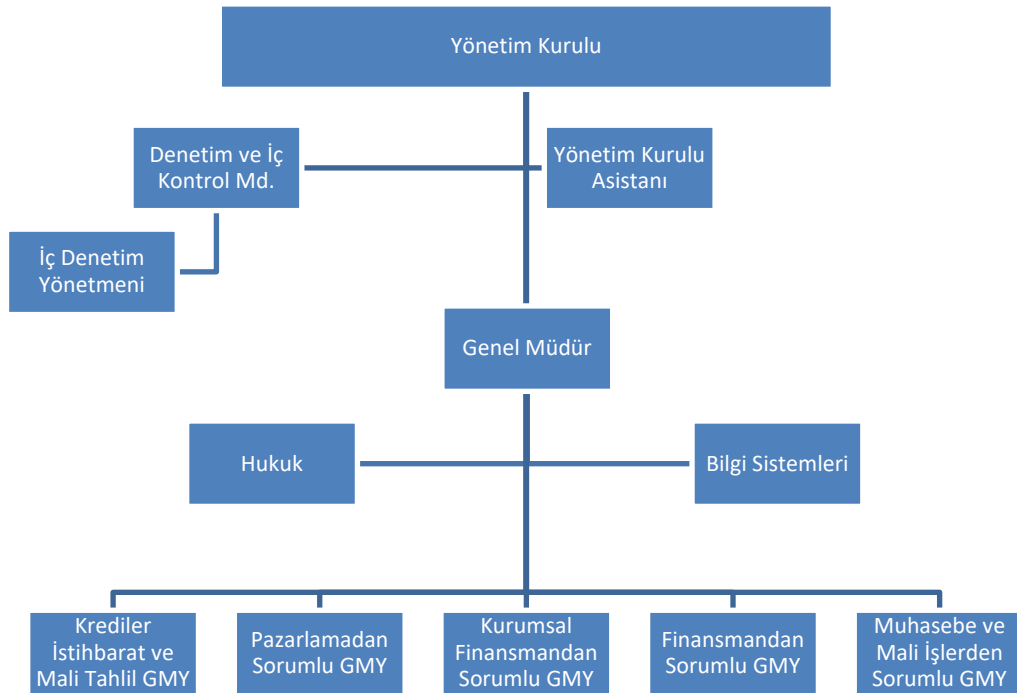 Yönetim Kurulu
Denetim ve İç
Kontrol Md.
Yönetim Kurulu
Asistanı
İç Denetim
Yönetmeni
Genel Müdür
Hukuk
Bilgi Sistemleri
Krediler
İstihbarat ve
Mali Tahlil GMY
Pazarlamadan
Sorumlu GMY
Kurumsal
Finansmandan
Sorumlu GMY
Finansmandan
Sorumlu GMY
Muhasebe ve
Mali İşlerden
Sorumlu GMY